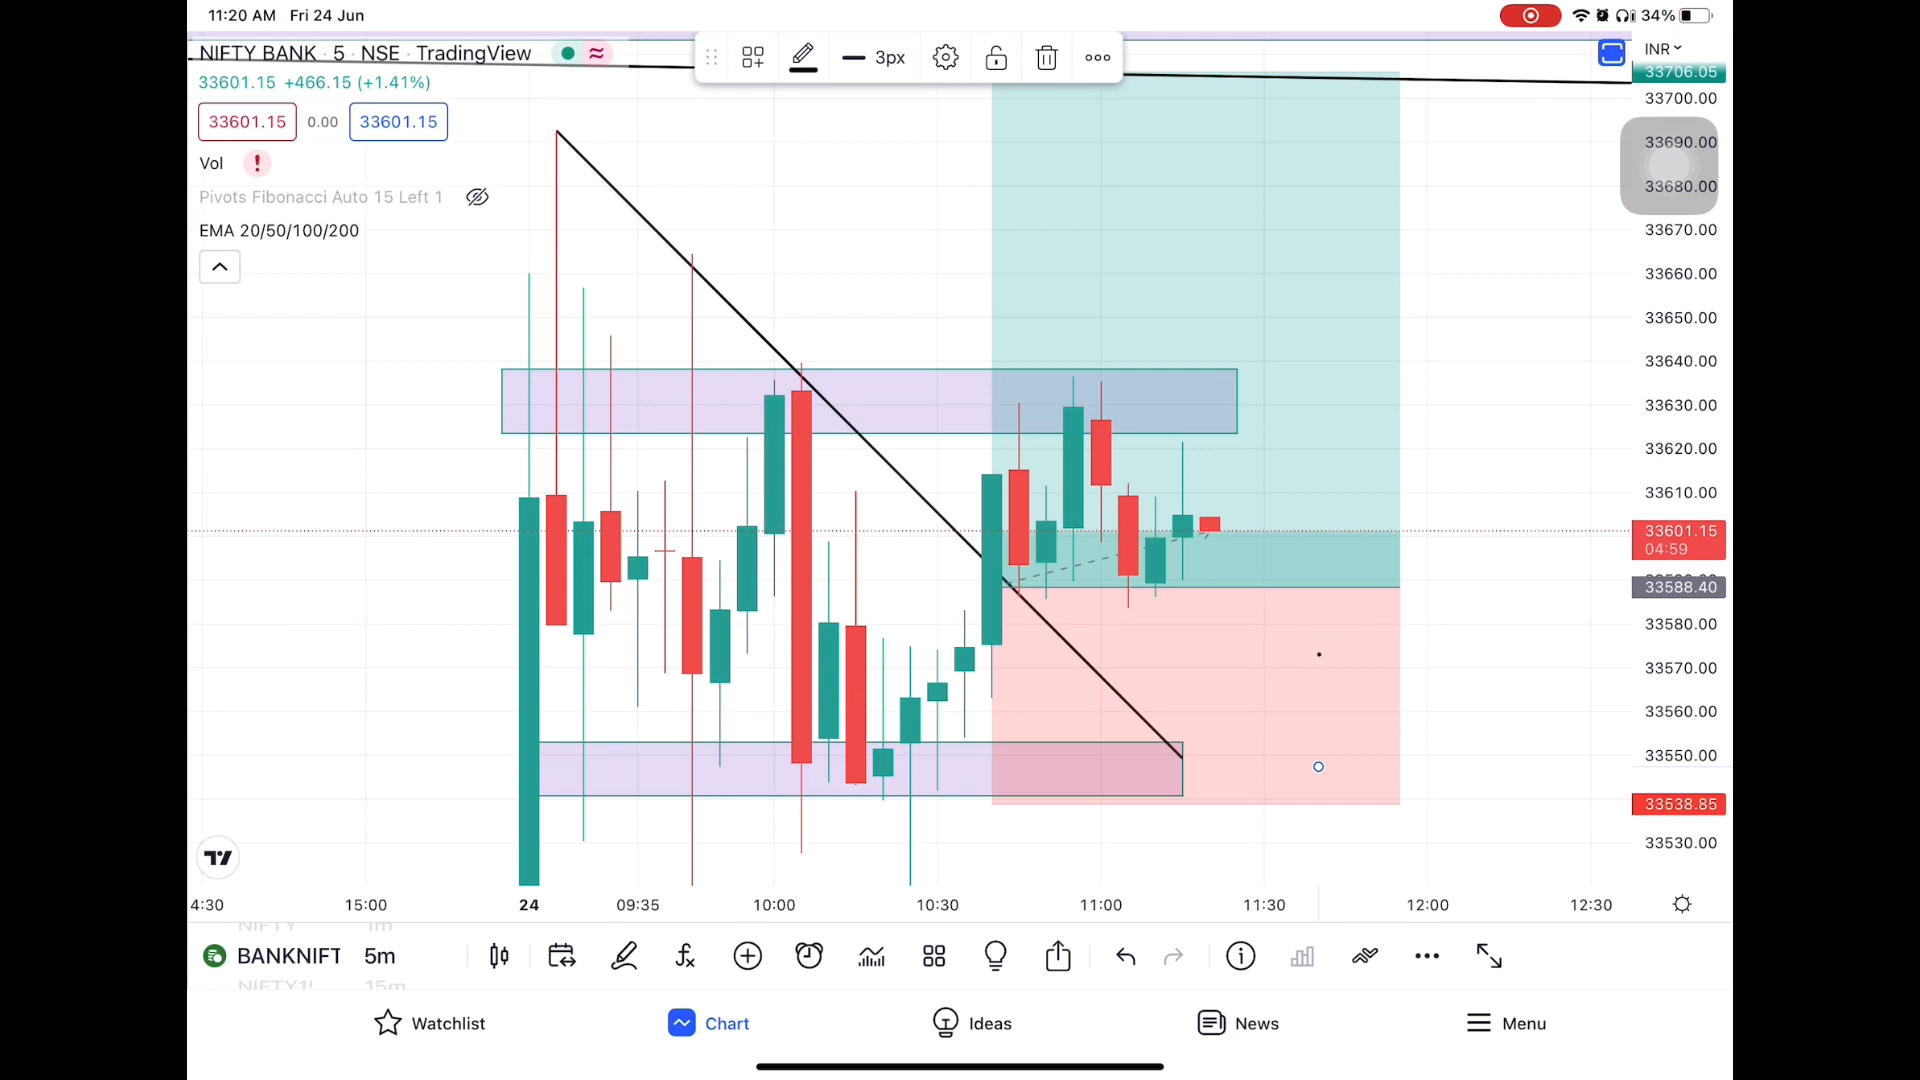 11:20 AM Fri 24 Jun
34%
NIFTY BANK · 5 · NSE · TradingView
3px
INR
33601.15 +466.15 (+1.41%)
33706.05
33601.15 0.00 33601.15
33700.00
Vol
33690.00
Pivots Fibonacci Auto 15 Left 1
33680.00
EMA 20/50/100/200
33670.00
33660.00
33650.00
33640.00
33630.00
33620.00
33610.00
33601.15
04:59
33588.40
33580.00
33570.00
33560.00
33550.00
33538.85
33530.00
4:30 15:00 24 09:35 10:00 10:30 11:00 11:30 12:00 12:30
NIFTY 1m
BANKNIFT 5m
NIFTY1! 15m
Watchlist Chart Ideas News Menu